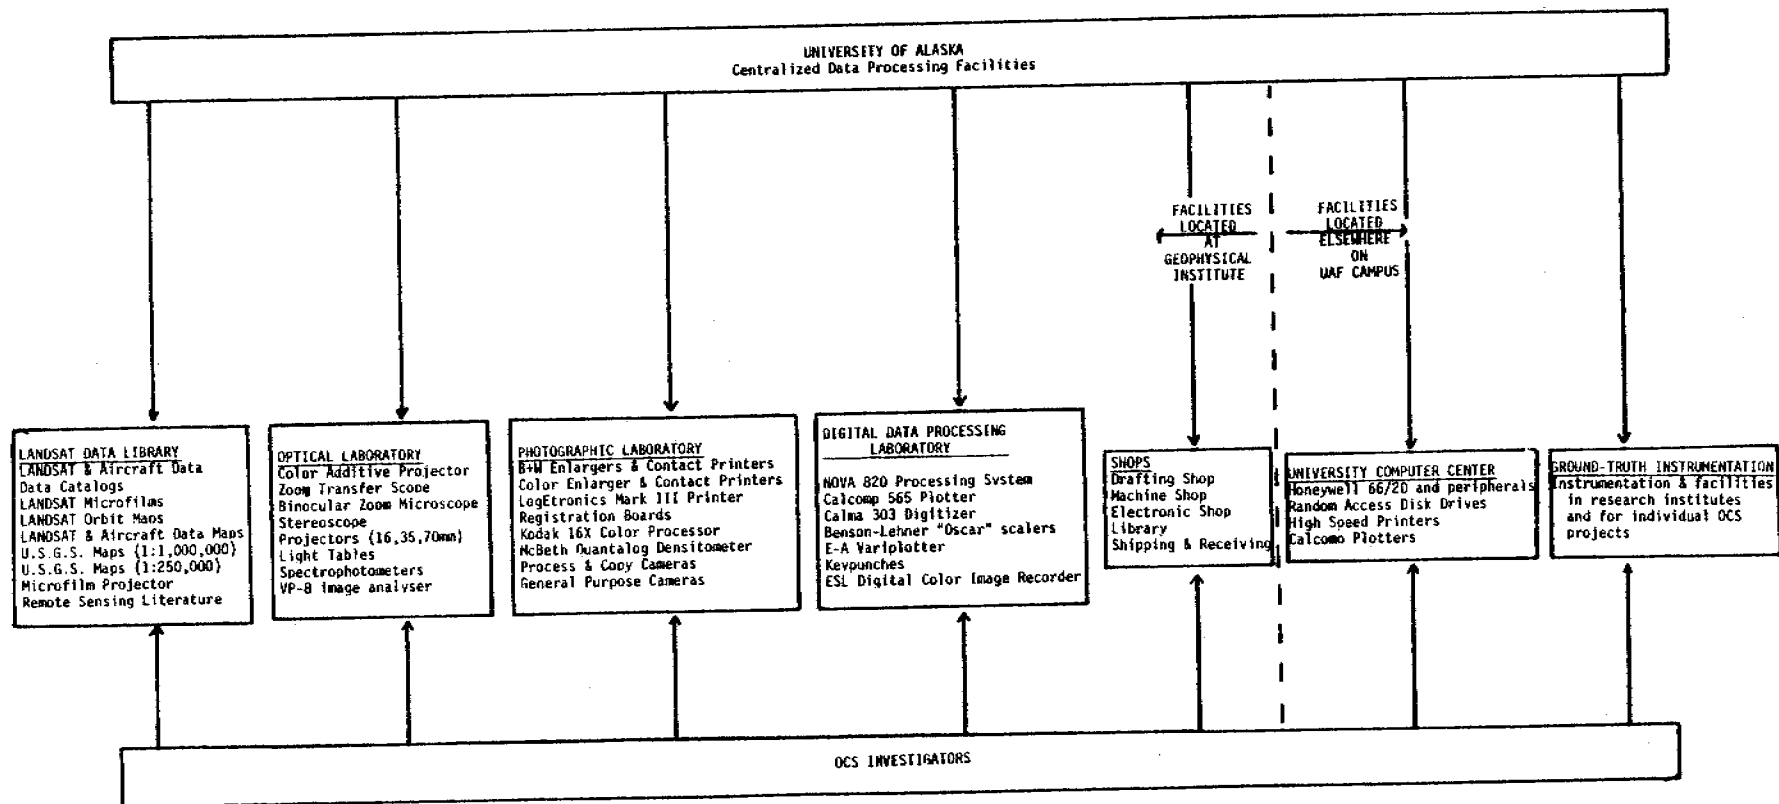 UNIVERSITY OF ALASKA
Centralized Data Processing Facilities
FACILITIES
LOCATED
AT
GEOPHYSICAL
INSTITUTE
FACILITIES
LOCATED
ELSEWHERE
ON
UAF CAMPUS
LANDSAT DATA LIBRARY
LANDSAT & Aircraft Data
Data Catalogs
LANDSAT Microfilms
LANDSAT Orbit Maps
LANDSAT & Aircraft Data Maps
U.S.G.S. Maps (1:1,000,000)
U.S.G.S. Maps (1:250,000)
Microfilm Projector
Remote Sensing Literature
OPTICAL LABORATORY
Color Additive Projector
Zoom Transfer Scope
Binocular Zoom Microscope
Stereoscope
Projectors (16,35,70mm)
Light Tables
Spectrophotometers
VP-8 image analyser
PHOTOGRAPHIC LABORATORY
B+W Enlargers & Contact Printers
Color Enlarger & Contact Printers
LogEtronics Mark III Printer
Registration Boards
Kodak 16X Color Processor
McBeth Quantalog Densitometer
Process & Copy Cameras
General Purpose Cameras
DIGITAL DATA PROCESSING
LABORATORY
NOVA 820 Processing System
Calcomp 565 Plotter
Calma 303 Digitizer
Benson-Lehner "Oscar" scalers
E-A Variplotter
Keypunches
ESL Digital Color Image Recorder
SHOPS
Drafting Shop
Machine Shop
Electronic Shop
Library
Shipping & Receiving
UNIVERSITY COMPUTER CENTER
Honeywell 66/20 and peripherals
Random Access Disk Drives
High Speed Printers
Calcomp Plotters
GROUND-TRUTH INSTRUMENTATION
Instrumentation & facilities
in research institutes
and for individual OCS
projects
OCS INVESTIGATORS